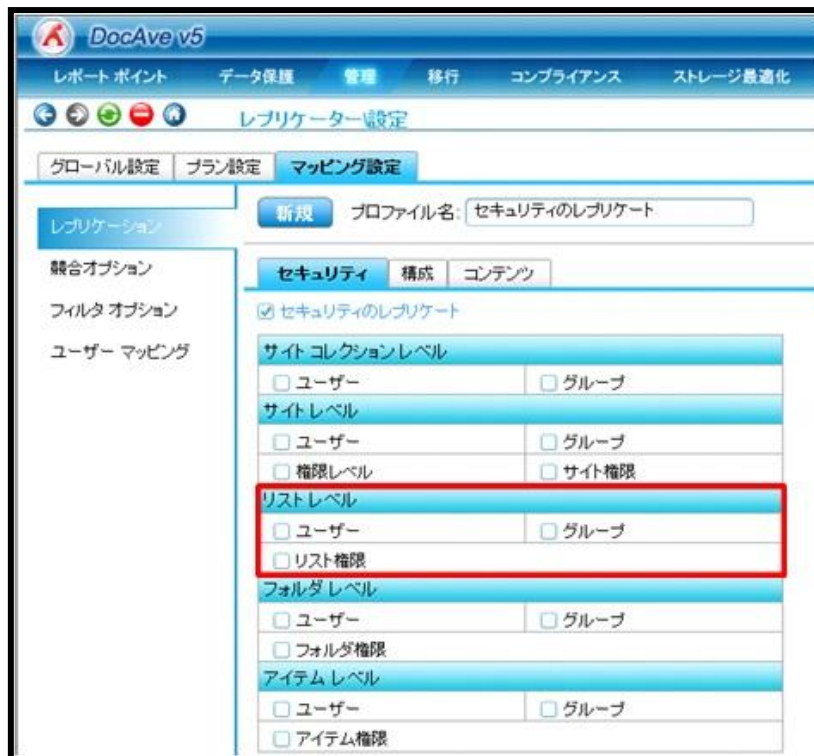 DocAve v5
レポート ポイント データ保護 管理 移行 コンプライアンス ストレージ最適化
レプリケーター設定
グローバル設定 プラン設定 マッピング設定
レプリケーション
競合オプション
フィルタ オプション
ユーザー マッピング
新規 プロファイル名: セキュリティのレプリケート
セキュリティ 構成 コンテンツ
セキュリティのレプリケート
サイト コレクション レベル
ユーザー グループ
サイト レベル
ユーザー グループ
権限レベル サイト権限
リスト レベル
ユーザー グループ
リスト権限
フォルダ レベル
ユーザー グループ
フォルダ権限
アイテム レベル
ユーザー グループ
アイテム権限